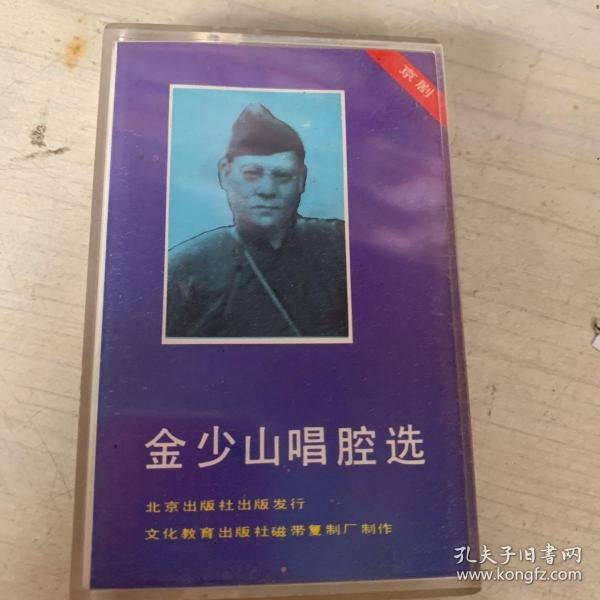 京剧
金少山唱腔选
北京出版社出版发行
文化教育出版社磁带复制厂制作
孔夫子旧书网
www.kongfz.com